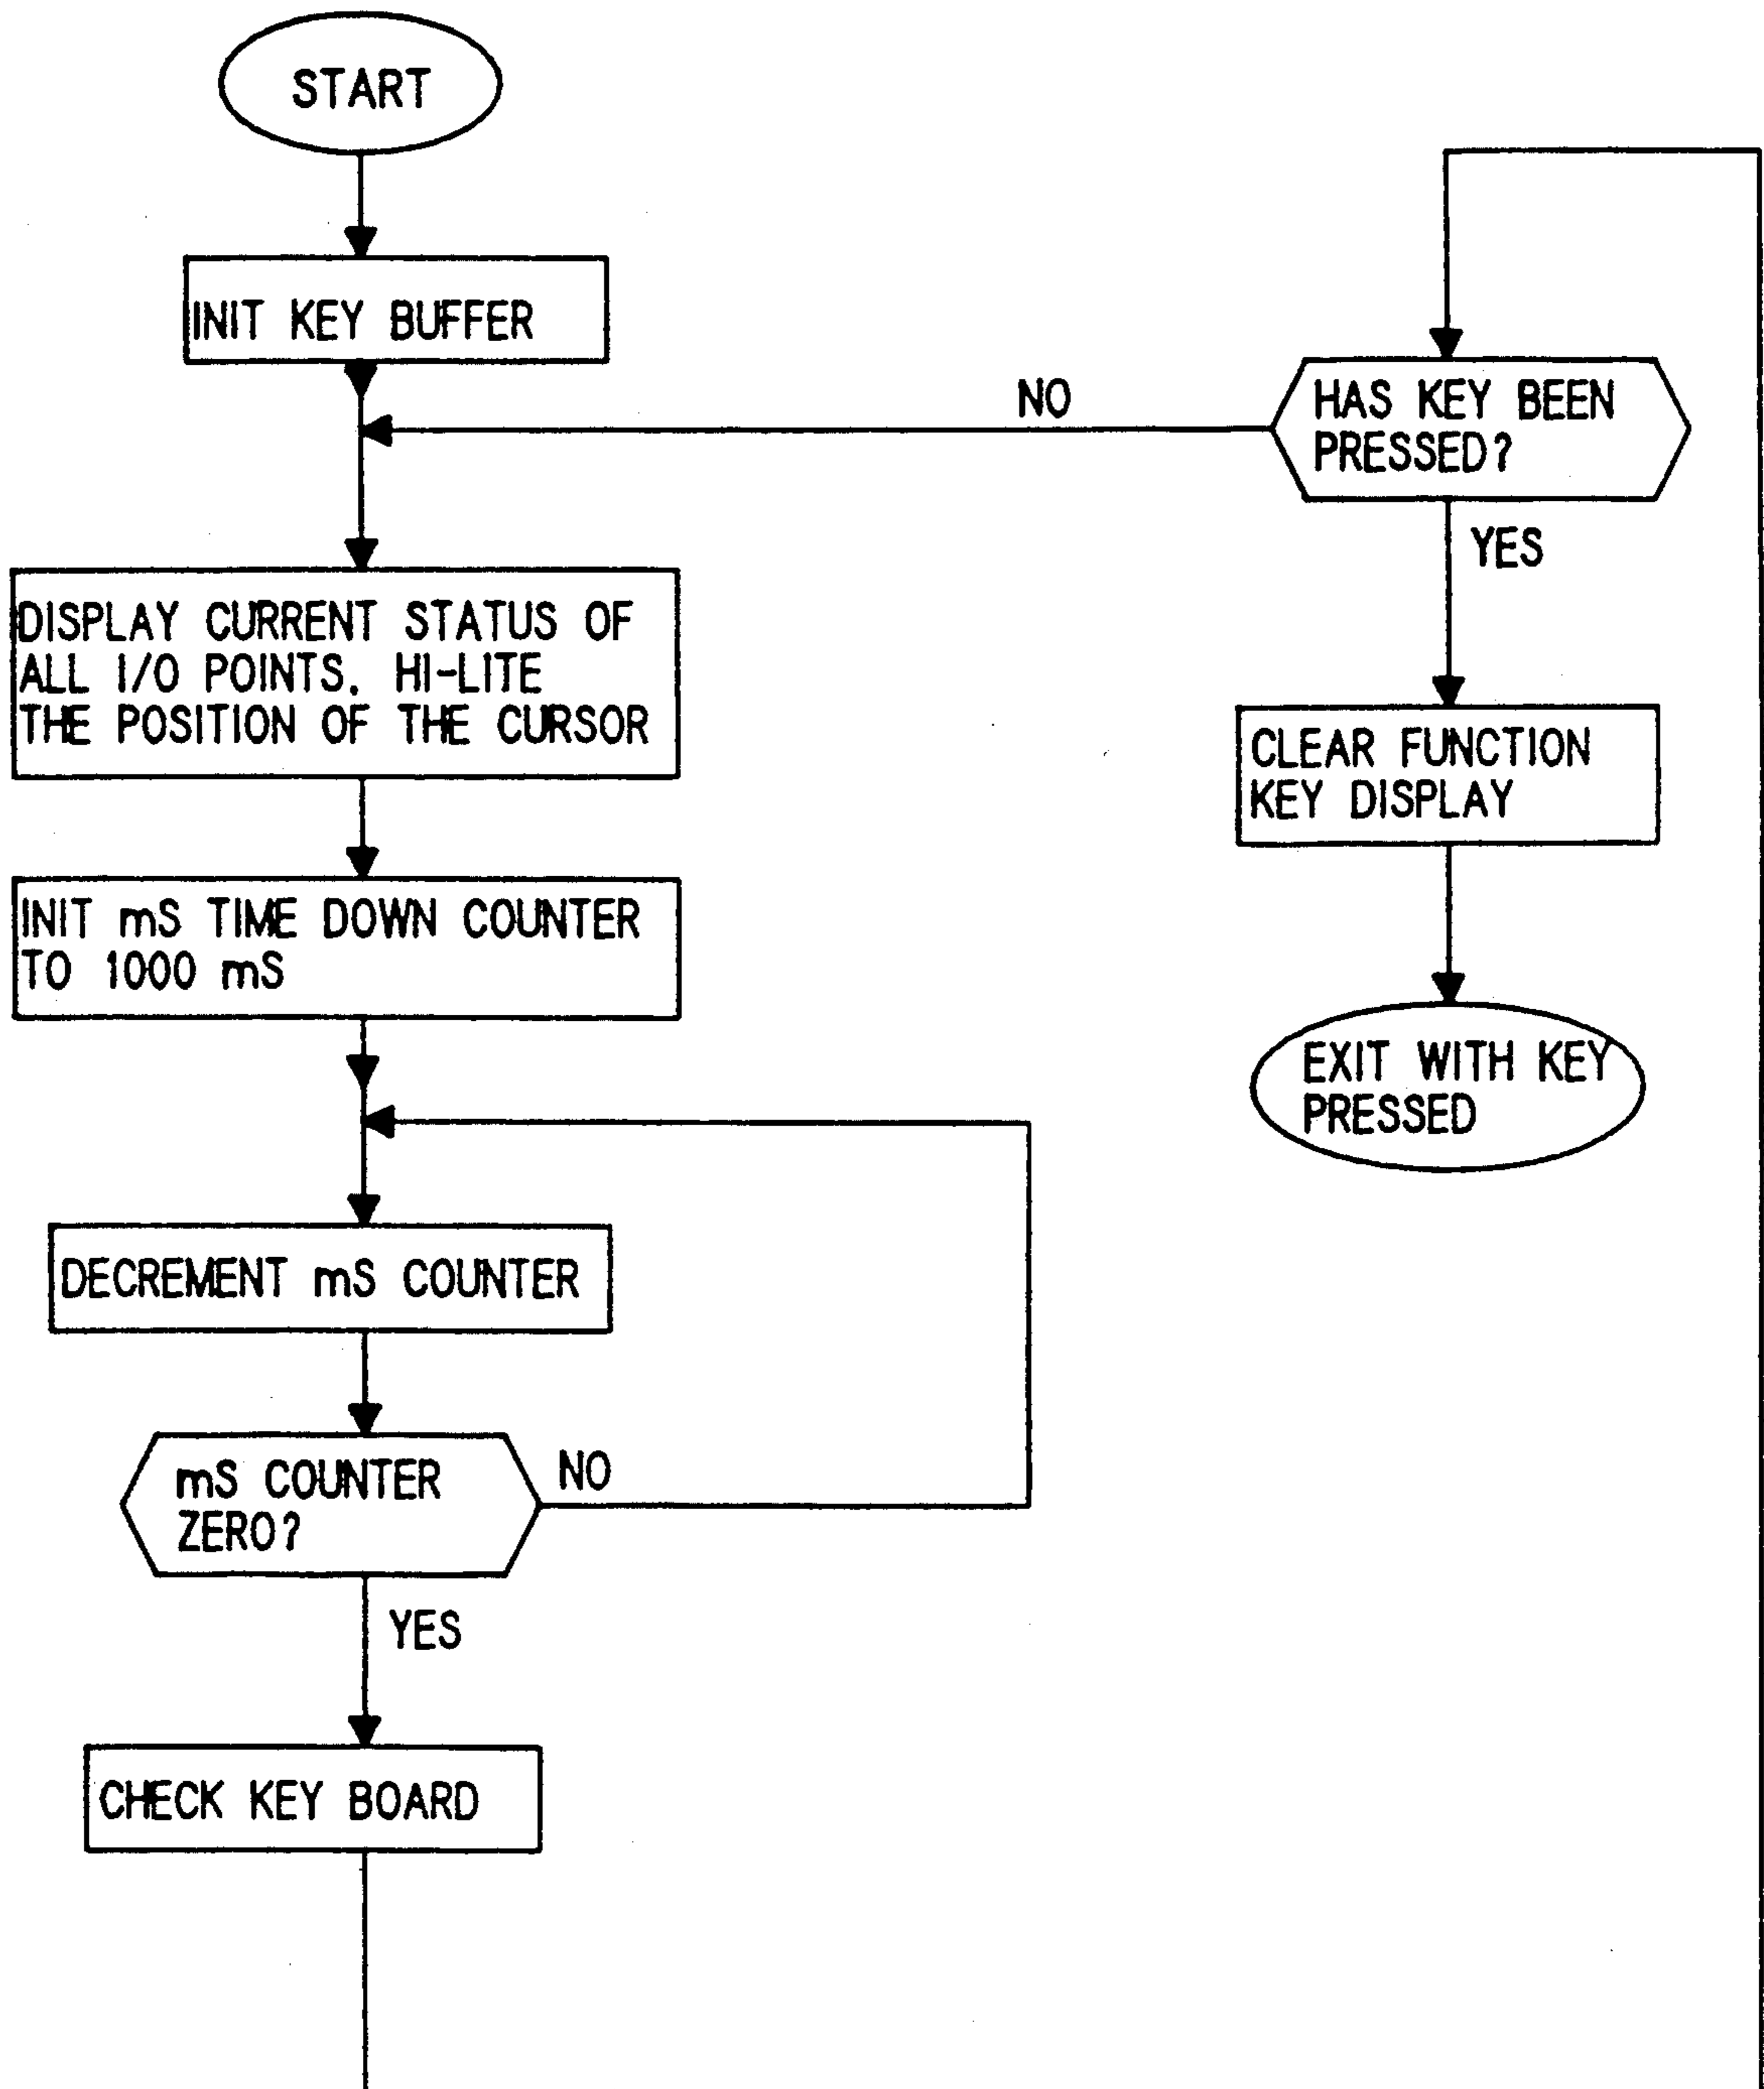 START
INIT KEY BUFFER
DISPLAY CURRENT STATUS OF
ALL I/O POINTS. HI-LITE
THE POSITION OF THE CURSOR
INIT mS TIME DOWN COUNTER
TO 1000 mS
DECREMENT mS COUNTER
mS COUNTER
ZERO?
NO
YES
CHECK KEY BOARD
HAS KEY BEEN
PRESSED?
NO
YES
CLEAR FUNCTION
KEY DISPLAY
EXIT WITH KEY
PRESSED